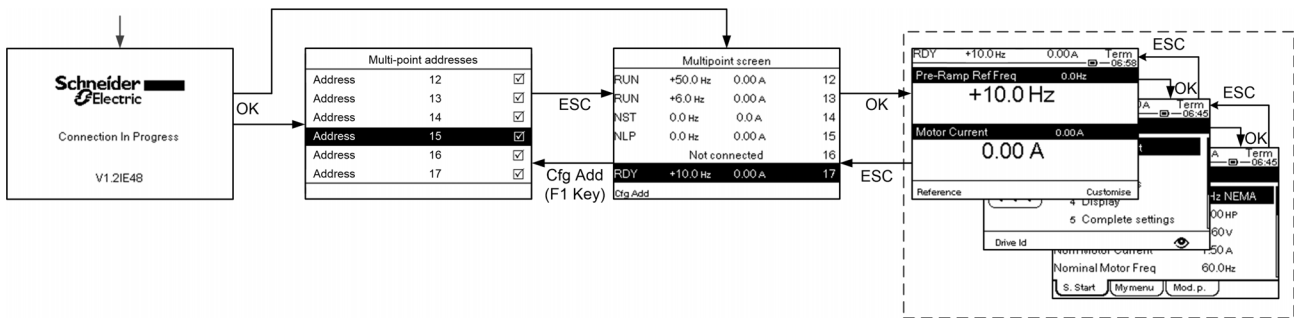 Schneider
Electric
Connection In Progress
V1.2IE48
OK
Multi-point addresses
Address 12
Address 13
Address 14
Address 15
Address 16
Address 17
ESC
Cfg Add
(F1 Key)
Multipoint screen
RUN +50.0 Hz 0.00 A 12
RUN +6.0 Hz 0.00 A 13
NST 0.0 Hz 0.0 A 14
NLP 0.0 Hz 0.00 A 15
Not connected 16
RDY +10.0 Hz 0.00 A 17
Cfg Add
OK
ESC
RDY +10.0 Hz 0.00 A Term
06:58
Pre-Ramp Ref Freq 0.0Hz
+10.0 Hz
Motor Current 0.00A
0.00 A
Reference Customise
ESC
OK
Term
06:45
4 Display
5 Complete settings
Drive Id
ESC
OK
A Term
06:45
Hz NEMA
00 HP
60 V
Nom Motor Current 1.50 A
Nominal Motor Freq 60.0Hz
S. Start Mymenu Mod. p.